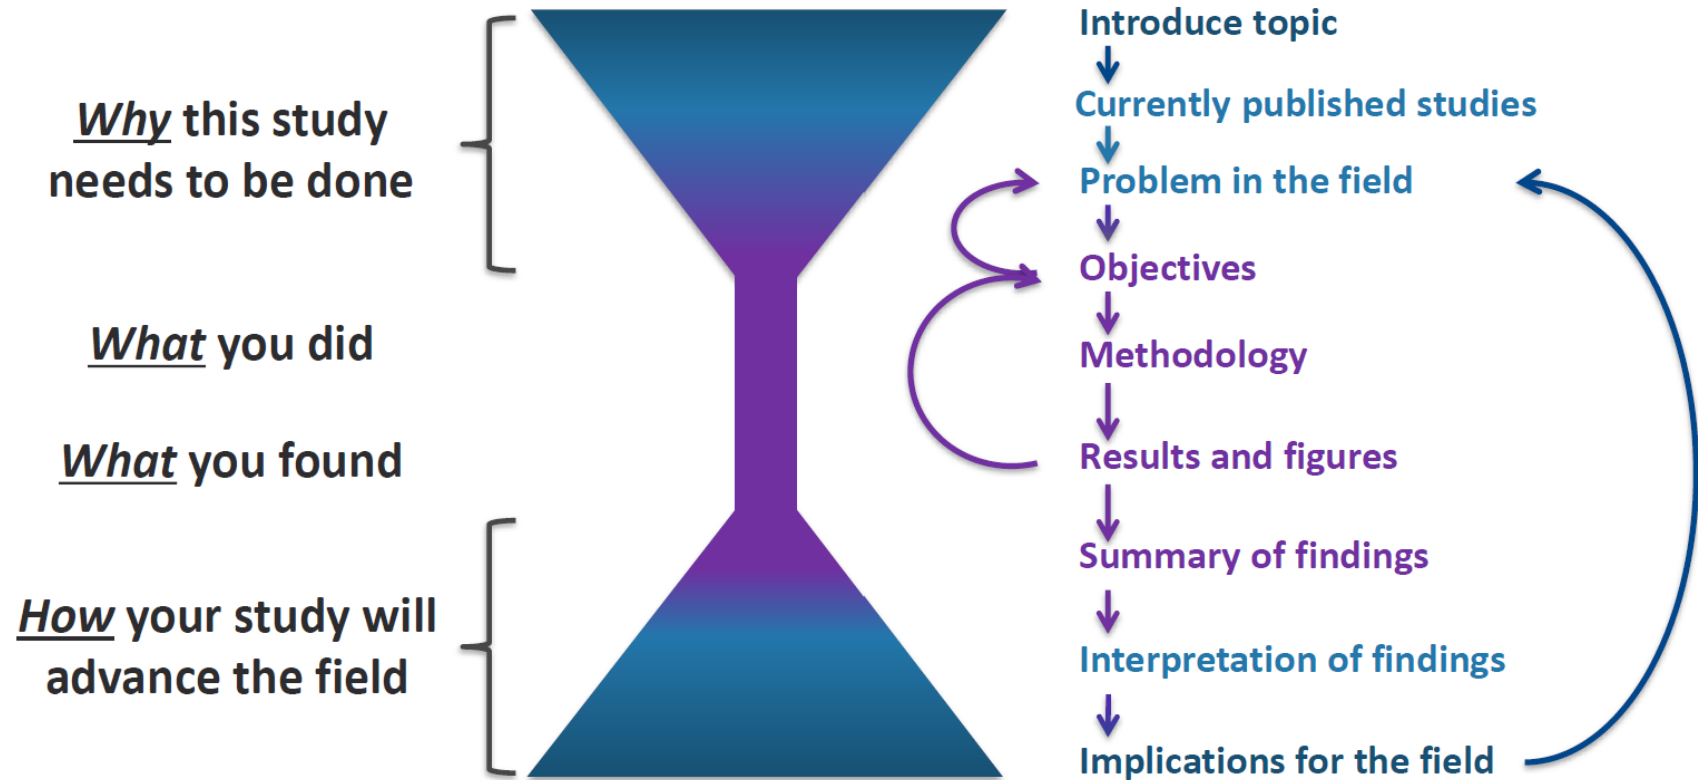 Why this study
needs to be done
What you did
What you found
How your study will
advance the field
Introduce topic
Currently published studies
Problem in the field
Objectives
Methodology
Results and figures
Summary of findings
Interpretation of findings
Implications for the field